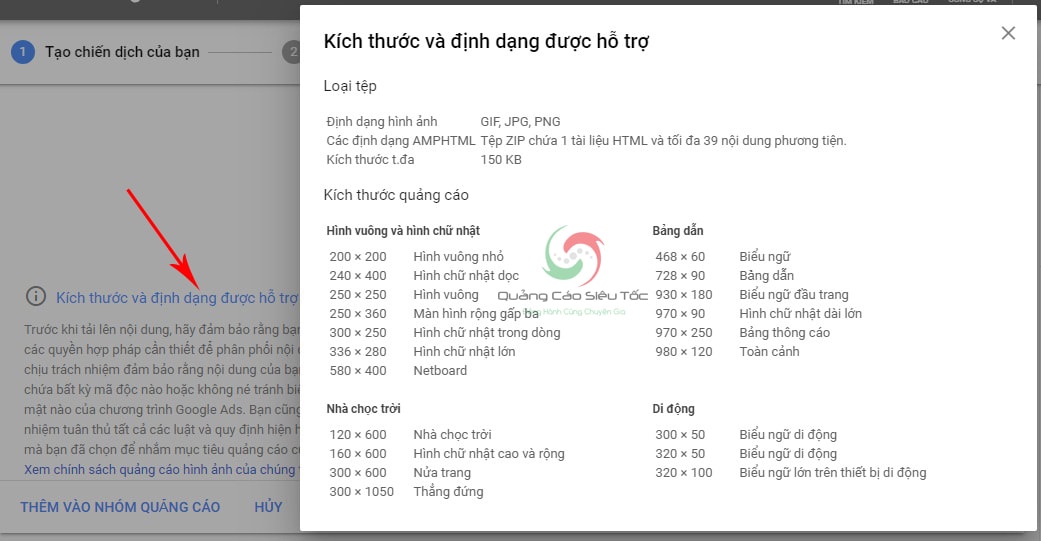 TÌM KIẾM BÁO CÁO
1 Tạo chiến dịch của bạn 2
Kích thước và định dạng được hỗ trợ
Loại tệp
Định dạng hình ảnh GIF, JPG, PNG
Các định dạng AMPHTML Tệp ZIP chứa 1 tài liệu HTML và tối đa 39 nội dung phương tiện.
Kích thước t.đa 150 KB
Kích thước quảng cáo
Hình vuông và hình chữ nhật
200 × 200 Hình vuông nhỏ
240 × 400 Hình chữ nhật dọc
250 × 250 Hình vuông
250 × 360 Màn hình rộng gấp ba
300 × 250 Hình chữ nhật trong dòng
336 × 280 Hình chữ nhật lớn
580 × 400 Netboard
Bảng dẫn
468 × 60 Biểu ngữ
728 × 90 Bảng dẫn
930 × 180 Biểu ngữ đầu trang
970 × 90 Hình chữ nhật dài lớn
970 × 250 Bảng thông cáo
980 × 120 Toàn cảnh
Quảng Cáo Siêu Tốc
Đồng Hành Cùng Chuyên Gia
Nhà chọc trời
120 × 600 Nhà chọc trời
160 × 600 Hình chữ nhật cao và rộng
300 × 600 Nửa trang
300 × 1050 Thẳng đứng
Di động
300 × 50 Biểu ngữ di động
320 × 50 Biểu ngữ di động
320 × 100 Biểu ngữ lớn trên thiết bị di động
Kích thước và định dạng được hỗ trợ
Trước khi tải lên nội dung, hãy đảm bảo rằng bạn
các quyền hợp pháp cần thiết để phân phối nội
chịu trách nhiệm đảm bảo rằng nội dung của bạn
chứa bất kỳ mã độc nào hoặc không né tránh
mật nào của chương trình Google Ads. Bạn cũng
nhiệm tuân thủ tất cả các luật và quy định hiện
mà bạn đã chọn để nhắm mục tiêu quảng cáo
Xem chính sách quảng cáo hình ảnh của chúng
THÊM VÀO NHÓM QUẢNG CÁO HỦY